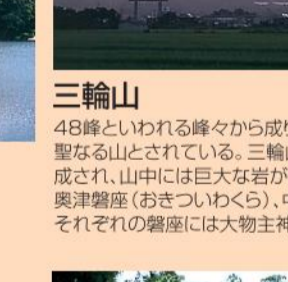 三輪山
48峰といわれる峰々から成り
聖なる山とされている。三輪山
成され、山中には巨大な岩が
奥津磐座（おきついわくら）、中
それぞれの磐座には大物主神